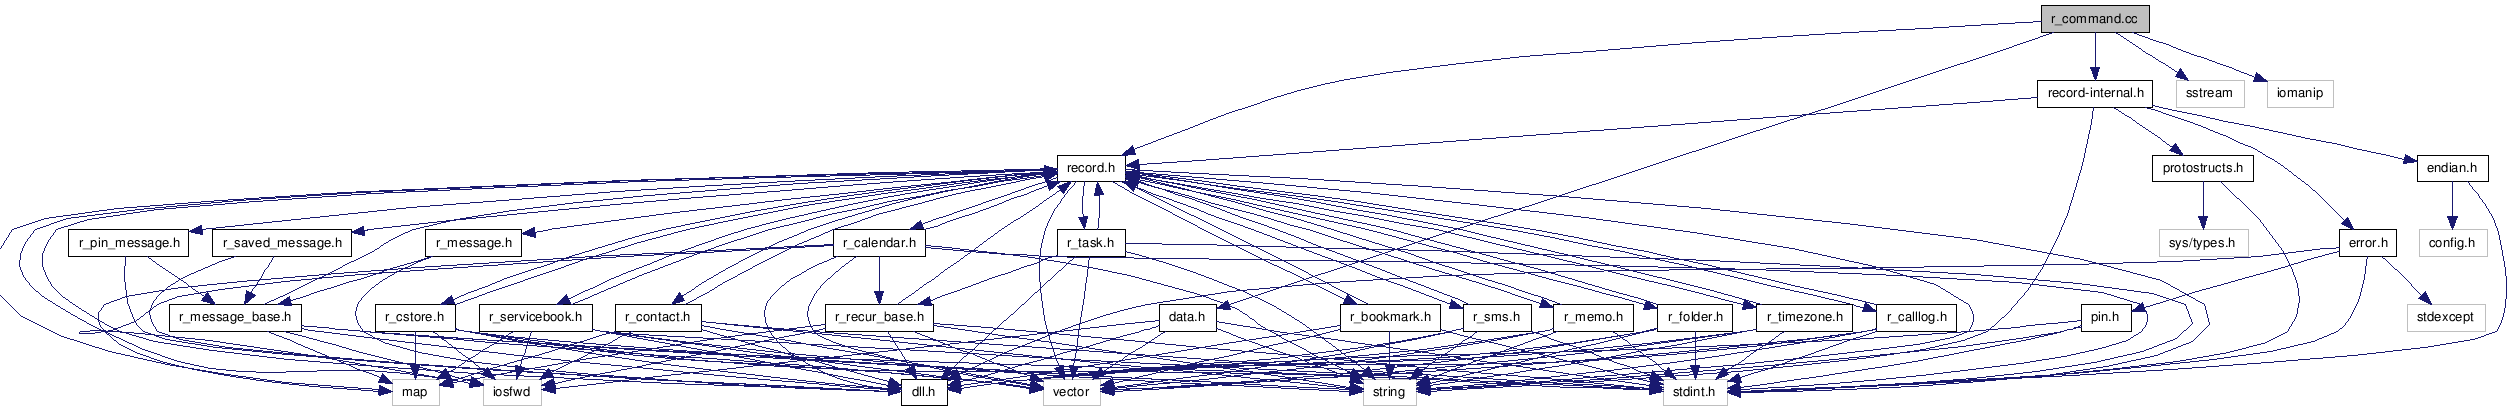 r_command.cc
record-internal.h
sstream
iomanip
record.h
protostructs.h
endian.h
r_pin_message.h
r_saved_message.h
r_message.h
r_calendar.h
r_task.h
sys/types.h
error.h
config.h
r_message_base.h
r_cstore.h
r_servicebook.h
r_contact.h
r_recur_base.h
data.h
r_bookmark.h
r_sms.h
r_memo.h
r_folder.h
r_timezone.h
r_calllog.h
pin.h
stdexcept
map
iosfwd
dll.h
vector
string
stdint.h